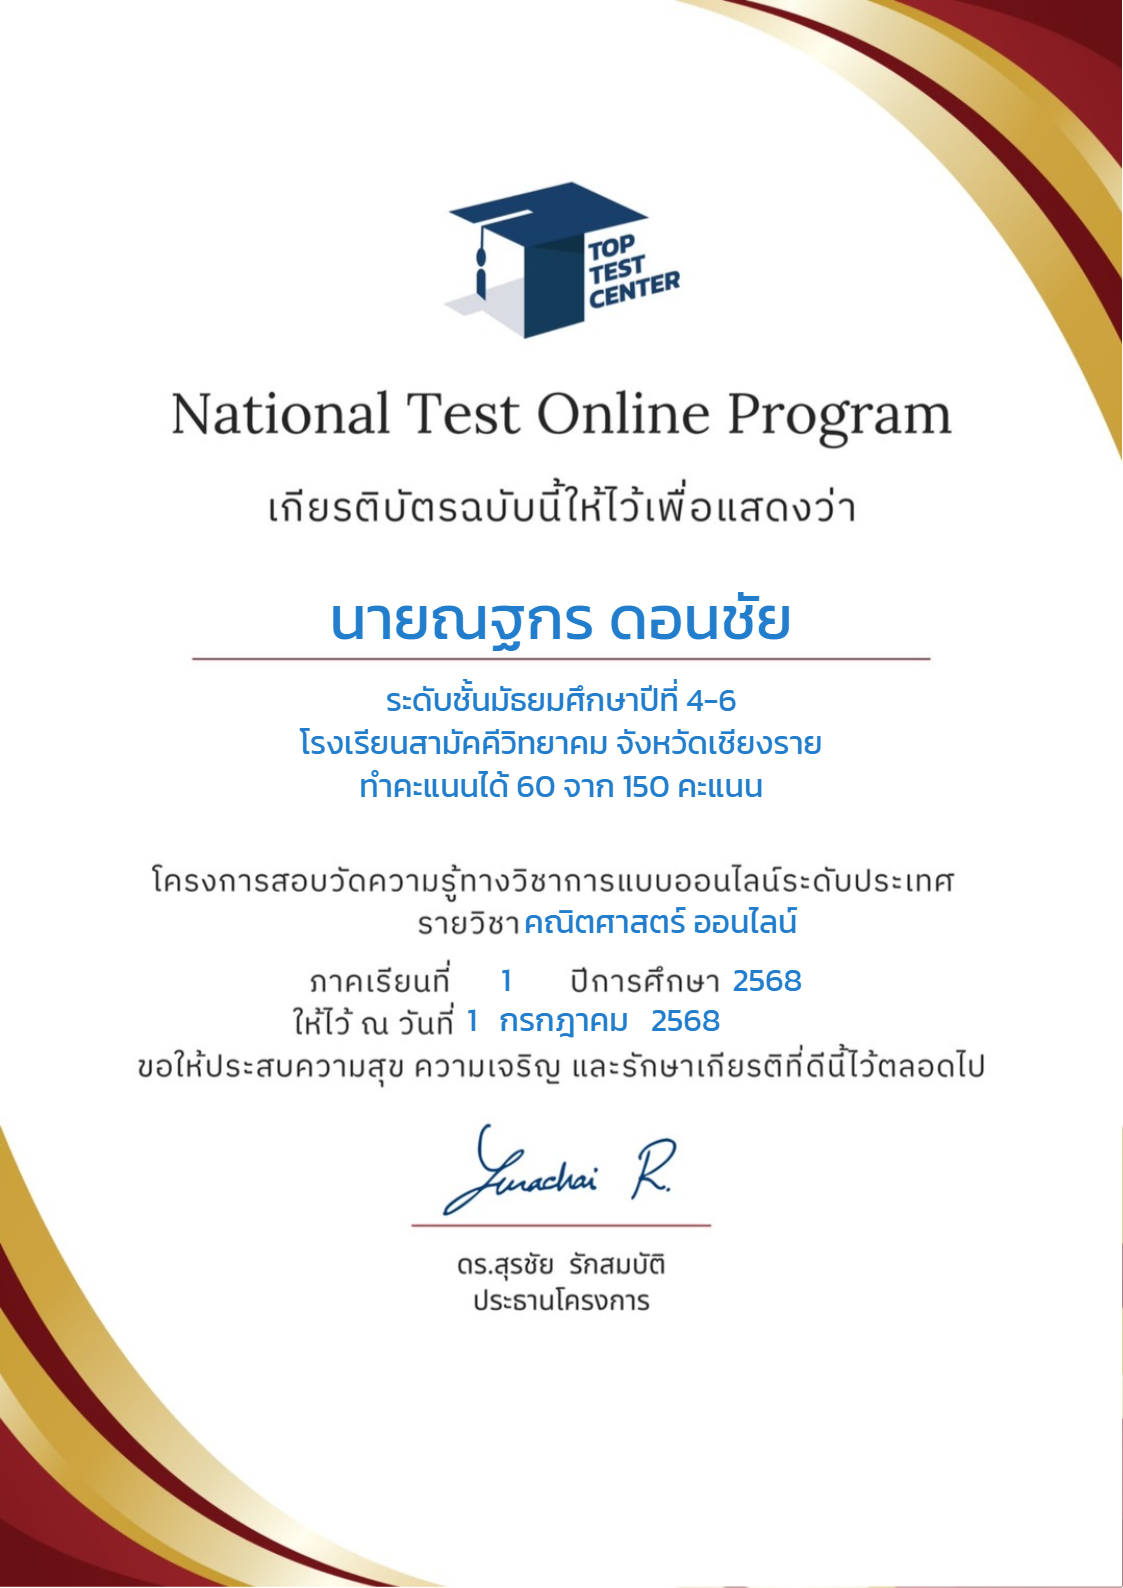 TOP
TEST
CENTER
National Test Online Program
เกียรติบัตรฉบับนี้ให้ไว้เพื่อแสดงว่า
นายณฐกร ดอนชัย
ระดับชั้นมัธยมศึกษาปีที่ 4-6
โรงเรียนสามัคคีวิทยาคม จังหวัดเชียงราย
ทำคะแนนได้ 60 จาก 150 คะแนน
โครงการสอบวัดความรู้ทางวิชาการแบบออนไลน์ระดับประเทศ
รายวิชา คณิตศาสตร์ ออนไลน์
ภาคเรียนที่ 1 ปีการศึกษา 2568
ให้ไว้ ณ วันที่ 1 กรกฎาคม 2568
ขอให้ประสบความสุข ความเจริญ และรักษาเกียรติที่ดีนี้ไว้ตลอดไป
Surachai R.
ดร.สุรชัย รักสมบัติ
ประธานโครงการ